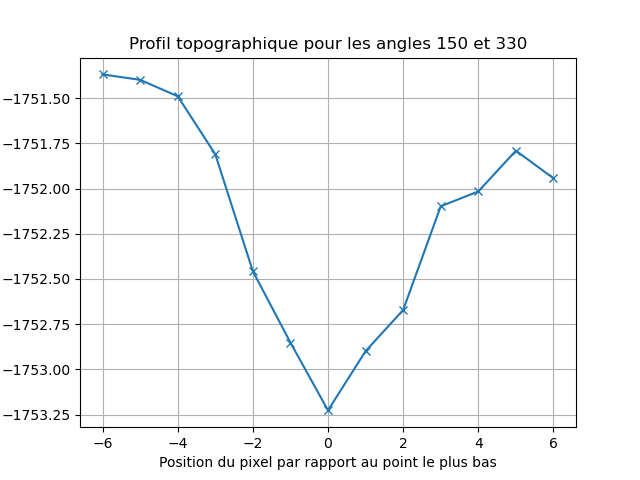 Profil topographique pour les angles 150 et 330
−1751.50
−1751.75
−1752.00
−1752.25
−1752.50
−1752.75
−1753.00
−1753.25
−6 −4 −2 0 2 4 6
Position du pixel par rapport au point le plus bas